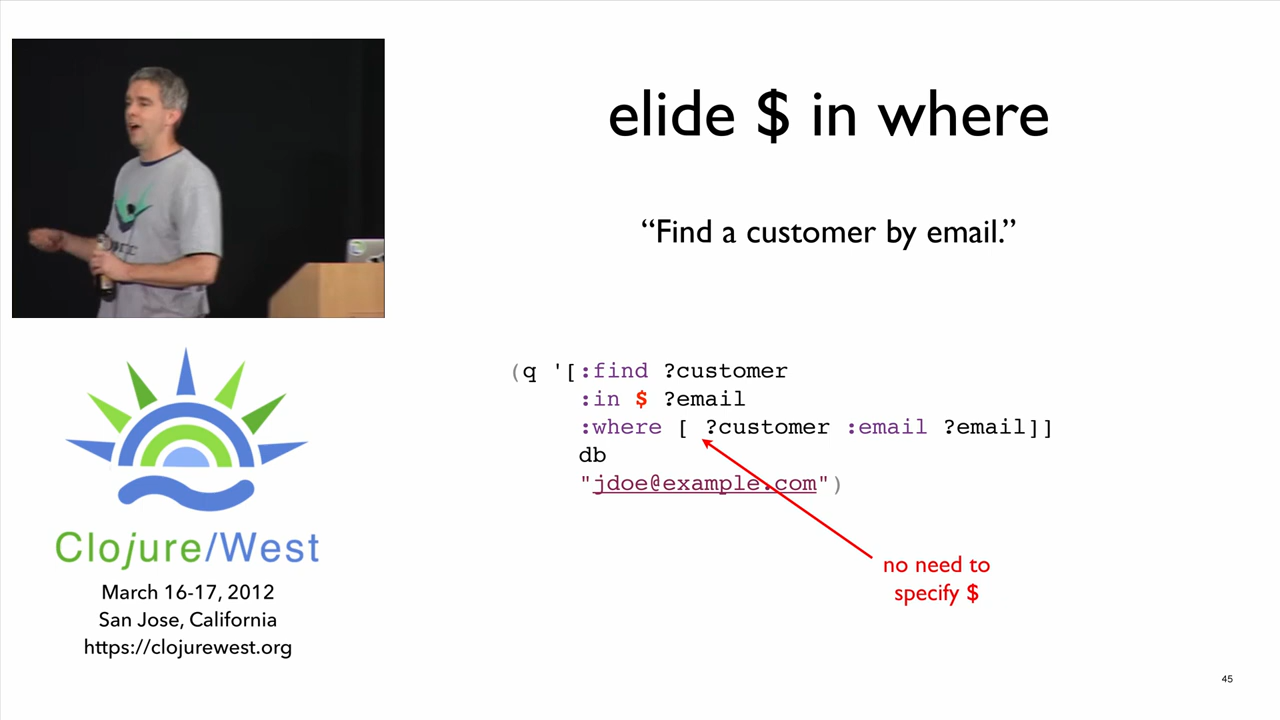 elide $ in where
“Find a customer by email.”
(q '[:find ?customer
:in $ ?email
:where [ ?customer :email ?email]]
db
"jdoe@example.com")
no need to
specify $
Clojure/West
March 16-17, 2012
San Jose, California
https://clojurewest.org
45